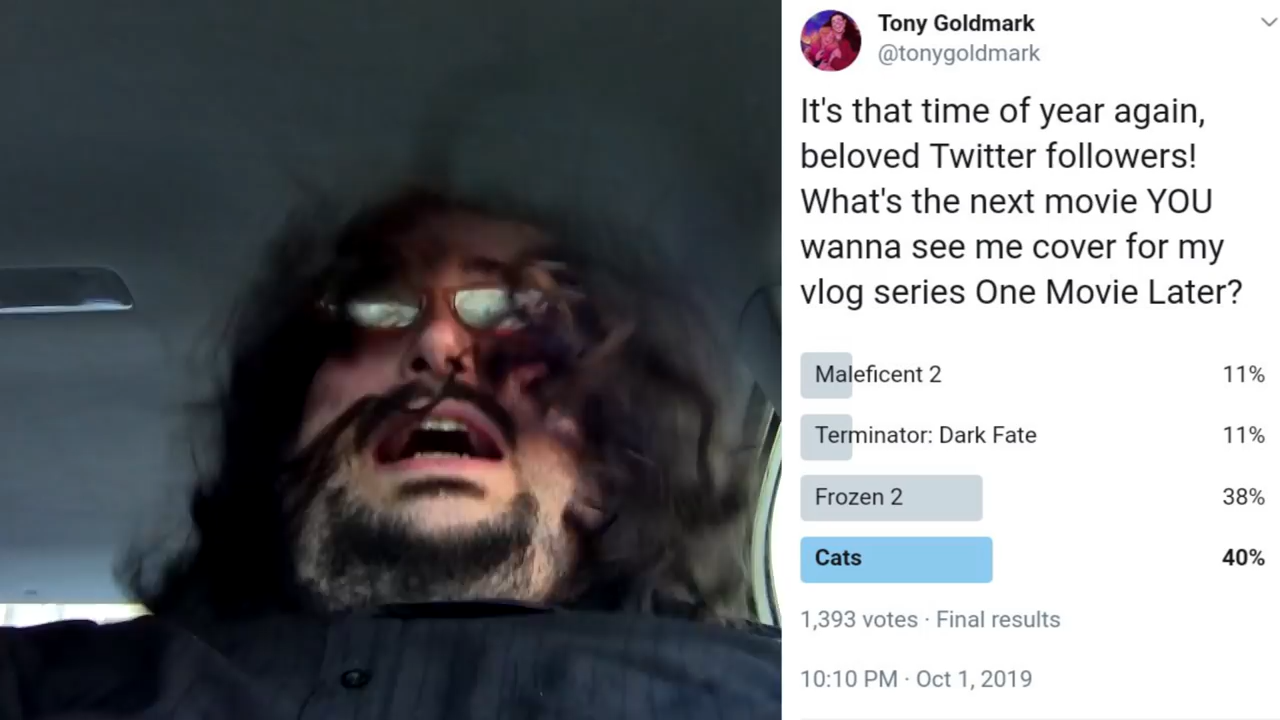 Tony Goldmark
@tonygoldmark
It's that time of year again,
beloved Twitter followers!
What's the next movie YOU
wanna see me cover for my
vlog series One Movie Later?
Maleficent 2 11%
Terminator: Dark Fate 11%
Frozen 2 38%
Cats 40%
1,393 votes · Final results
10:10 PM · Oct 1, 2019